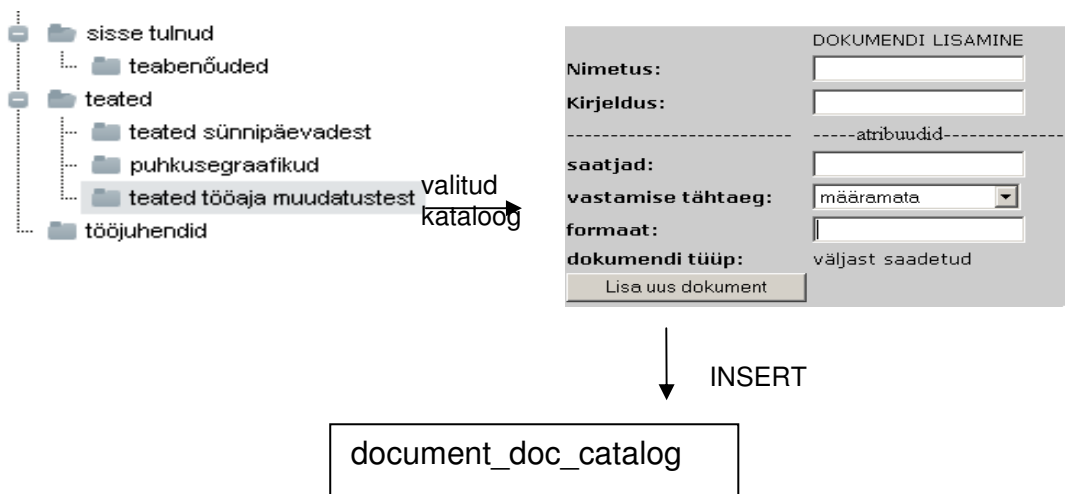 sisse tulnud
teabenõuded
teated
teated sünnipäevadest
puhkusegraafikud
teated tööaja muudatustest
tööjuhendid
valitud
kataloog
DOKUMENDI LISAMINE
Nimetus:
Kirjeldus:
------------------------- -----atribuudid--------------
saatjad:
vastamise tähtaeg: määramata
formaat:
dokumendi tüüp: väljast saadetud
Lisa uus dokument
INSERT
document_doc_catalog